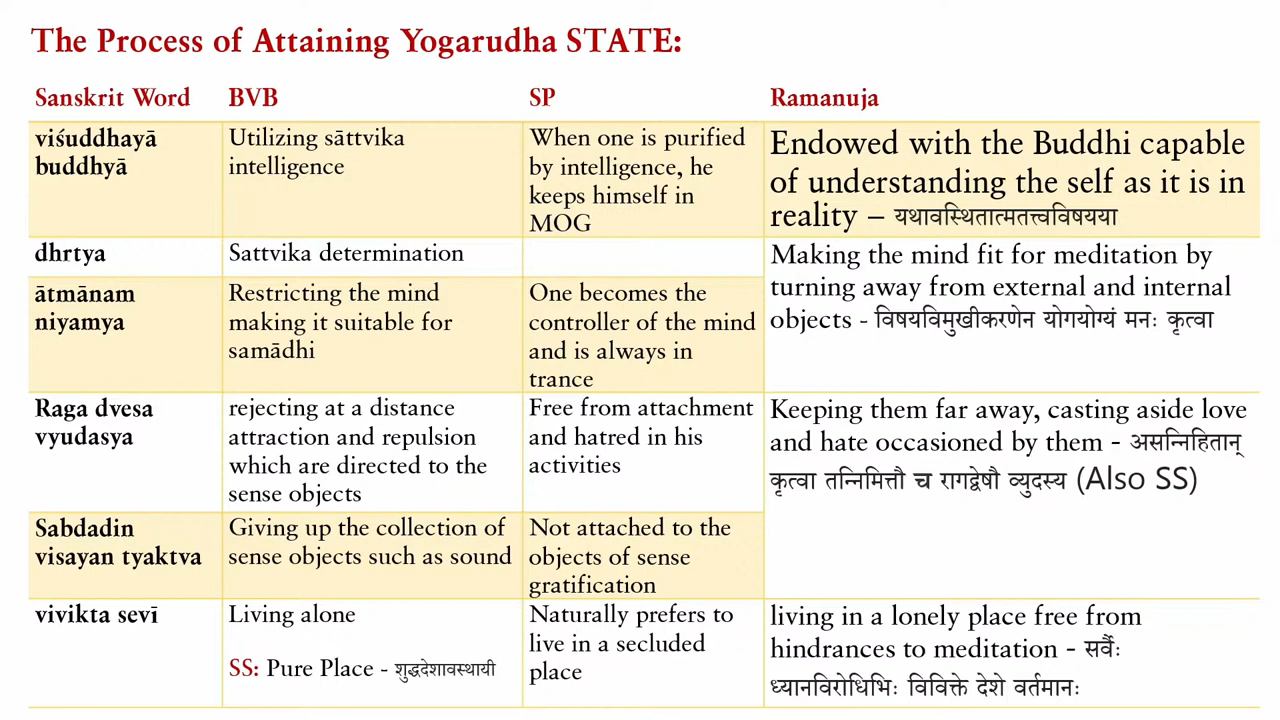 The Process of Attaining Yogarudha STATE:
Sanskrit Word
BVB
SP
Ramanuja
viśuddhayā
buddhyā
Utilizing sāttvika
intelligence
When one is purified
by intelligence, he
keeps himself in
MOG
Endowed with the Buddhi capable
of understanding the self as it is in
reality – यथावस्थितात्मतत्त्वविषयया
dhrtya
Sattvika determination
Making the mind fit for meditation by
turning away from external and internal
objects - विषयविमुखीकरणेन योगयोग्यं मनः कृत्वा
ātmānam
niyamya
Restricting the mind
making it suitable for
samādhi
One becomes the
controller of the mind
and is always in
trance
Raga dvesa
vyudasya
rejecting at a distance
attraction and repulsion
which are directed to the
sense objects
Free from attachment
and hatred in his
activities
Keeping them far away, casting aside love
and hate occasioned by them - असन्निहितान्
कृत्वा तन्निमित्तौ च रागद्वेषौ व्युदस्य (Also SS)
Sabdadin
visayan tyaktva
Giving up the collection of
sense objects such as sound
Not attached to the
objects of sense
gratification
vivikta sevī
Living alone
SS: Pure Place - शुद्धदेशावस्थायी
Naturally prefers to
live in a secluded
place
living in a lonely place free from
hindrances to meditation - सर्वैः
ध्यानविरोधिभिः विविक्ते देशे वर्तमानः